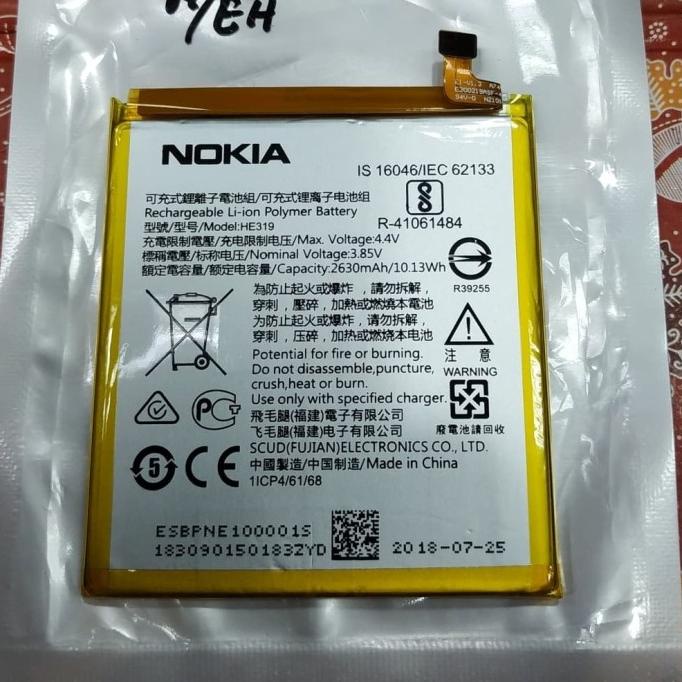 NOKIA
IS 16046/IEC 62133
可充式鋰離子電池組/可充式锂离子电池组
Rechargeable Li-ion Polymer Battery
R-41061484
型號/型号/Model:HE319
充電限制電壓/充电限制电压/Max. Voltage:4.4V
標稱電壓/标称电压/Nominal Voltage:3.85V
額定電容量/额定电容量/Capacity:2630mAh/10.13Wh
R39255
為防止起火或爆炸，請勿拆解，
穿刺，壓碎，加熱或燃燒本電池
为防止起火或爆炸，请勿拆解，
穿刺，压碎，加热或燃烧本电池
注 意
WARNING
Potential for fire or burning.
Do not disassemble,puncture,
crush,heat or burn.
Use only with specified charger.
飛毛腿(福建)電子有限公司
飞毛腿(福建)电子有限公司
廢電池請回收
SCUD(FUJIAN)ELECTRONICS CO., LTD.
中國製造/中国制造/Made in China
1ICP4/61/68
5
CE
ESBPNE100001S
183090150183ZYD
2018-07-25
94V-0